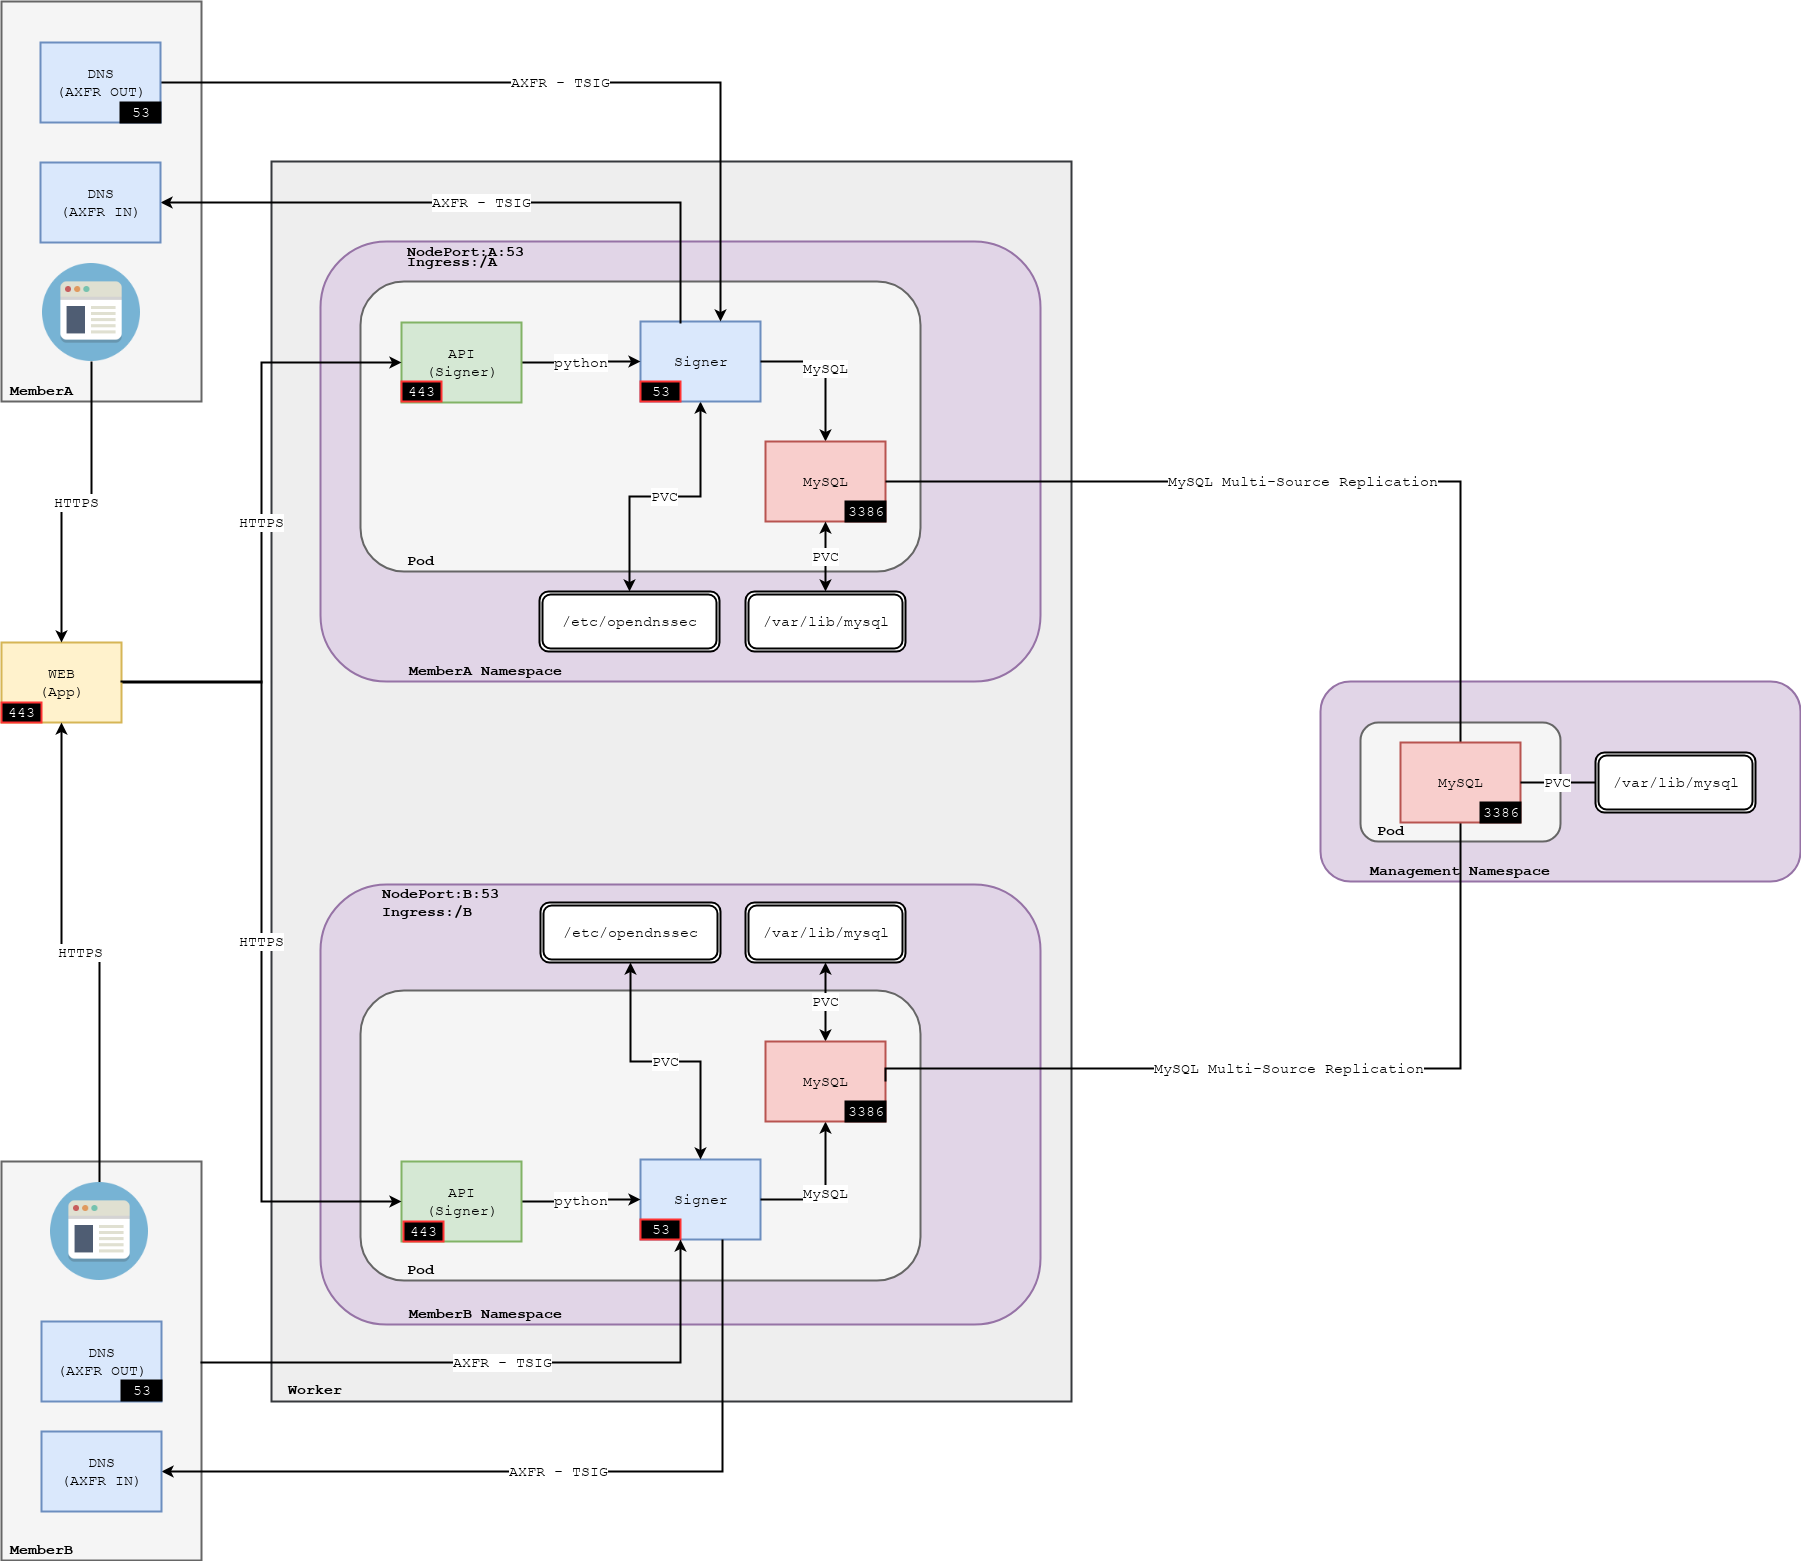 DNS
(AXFR OUT)
53
AXFR - TSIG
DNS
(AXFR IN)
AXFR - TSIG
MemberA
NodePort:A:53
Ingress:/A
API
(Signer)
443
python
Signer
53
MySQL
MySQL
3386
PVC
PVC
Pod
/etc/opendnssec
/var/lib/mysql
MemberA Namespace
MySQL Multi-Source Replication
HTTPS
HTTPS
WEB
(App)
443
MySQL
3386
PVC
/var/lib/mysql
Pod
Management Namespace
NodePort:B:53
Ingress:/B
/etc/opendnssec
/var/lib/mysql
HTTPS
HTTPS
PVC
PVC
MySQL
3386
MySQL Multi-Source Replication
API
(Signer)
443
python
Signer
53
MySQL
Pod
MemberB Namespace
DNS
(AXFR OUT)
53
AXFR - TSIG
Worker
DNS
(AXFR IN)
AXFR - TSIG
MemberB